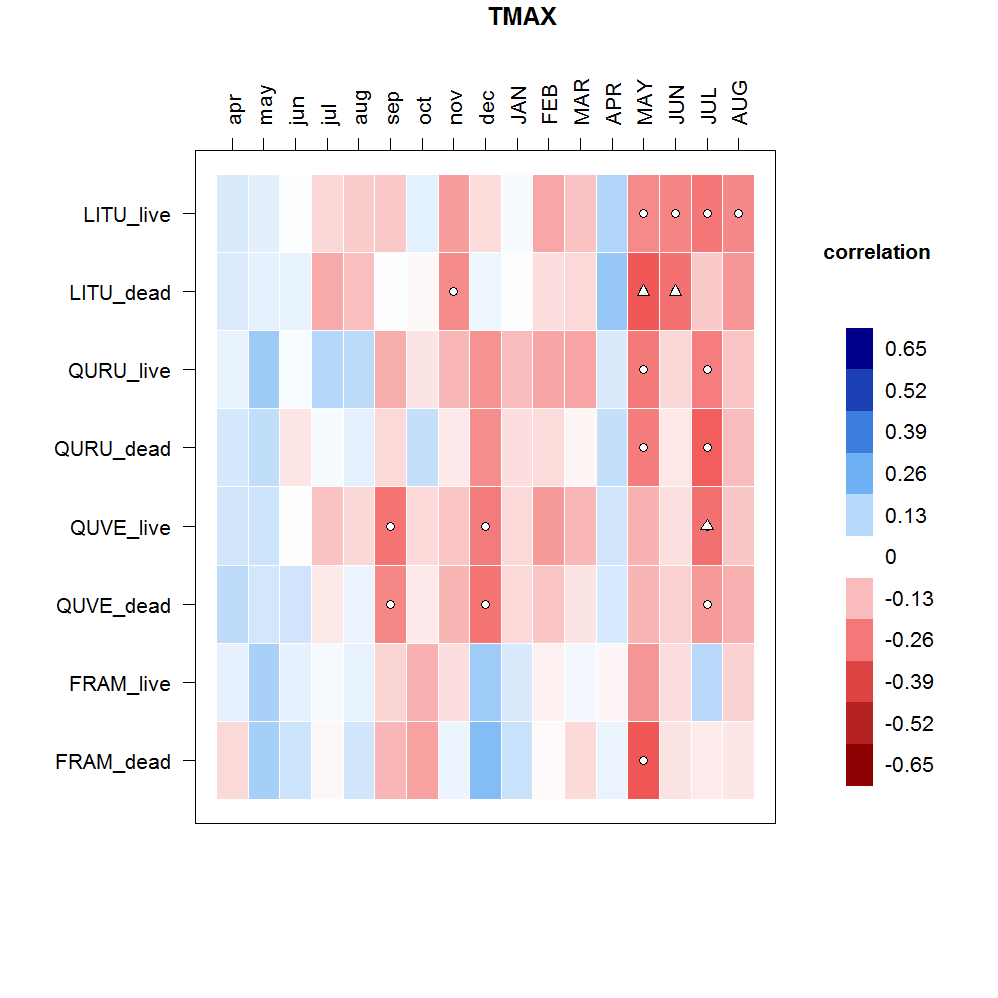 TMAX
apr may jun jul aug sep oct nov dec JAN FEB MAR APR MAY JUN JUL AUG
LITU_live
LITU_dead
QURU_live
QURU_dead
QUVE_live
QUVE_dead
FRAM_live
FRAM_dead
correlation
0.65
0.52
0.39
0.26
0.13
0
-0.13
-0.26
-0.39
-0.52
-0.65